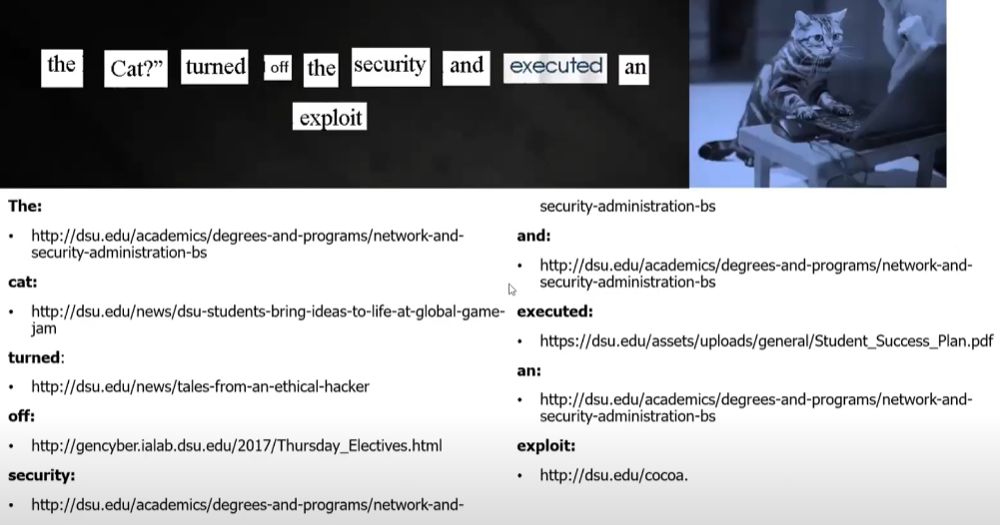 the Cat?” turned off the security and executed an
exploit
The:
• http://dsu.edu/academics/degrees-and-programs/network-and-
security-administration-bs
cat:
• http://dsu.edu/news/dsu-students-bring-ideas-to-life-at-global-game-
jam
turned:
• http://dsu.edu/news/tales-from-an-ethical-hacker
off:
• http://gencyber.ialab.dsu.edu/2017/Thursday_Electives.html
security:
• http://dsu.edu/academics/degrees-and-programs/network-and-
security-administration-bs
and:
• http://dsu.edu/academics/degrees-and-programs/network-and-
security-administration-bs
executed:
• https://dsu.edu/assets/uploads/general/Student_Success_Plan.pdf
an:
• http://dsu.edu/academics/degrees-and-programs/network-and-
security-administration-bs
exploit:
• http://dsu.edu/cocoa.